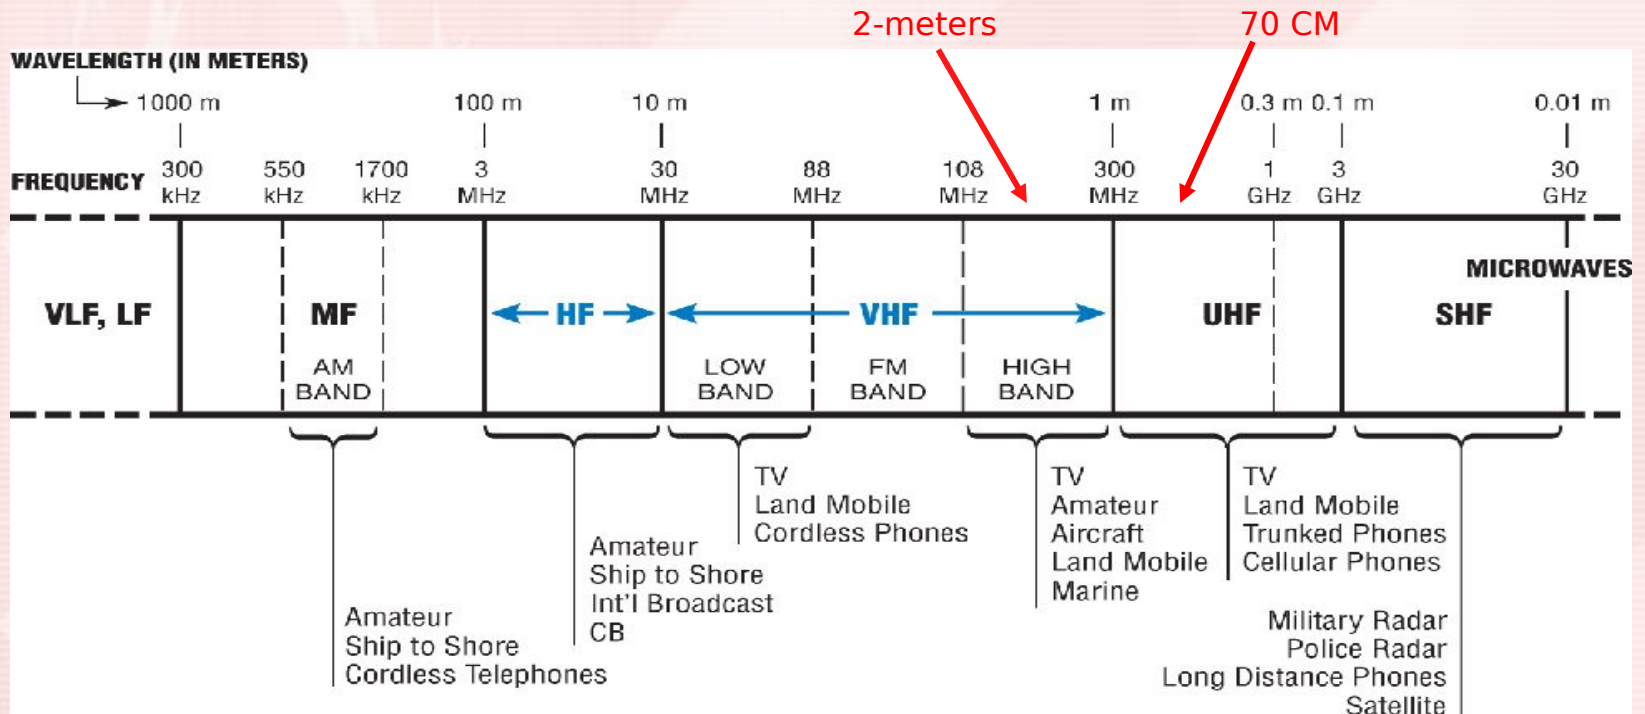 2-meters 70 CM
WAVELENGTH (IN METERS)
1000 m 100 m 10 m 1 m 0.3 m 0.1 m 0.01 m
FREQUENCY
300 kHz
550 kHz
1700 kHz
3 MHz
30 MHz
88 MHz
108 MHz
300 MHz
1 GHz
3 GHz
30 GHz
MICROWAVES
VLF, LF MF HF VHF UHF SHF
AM
BAND
LOW
BAND
FM
BAND
HIGH
BAND
Amateur
Ship to Shore
Cordless Telephones
Amateur
Ship to Shore
Int'l Broadcast
CB
TV
Land Mobile
Cordless Phones
TV
Amateur
Aircraft
Land Mobile
Marine
TV
Land Mobile
Trunked Phones
Cellular Phones
Military Radar
Police Radar
Long Distance Phones
Satellite